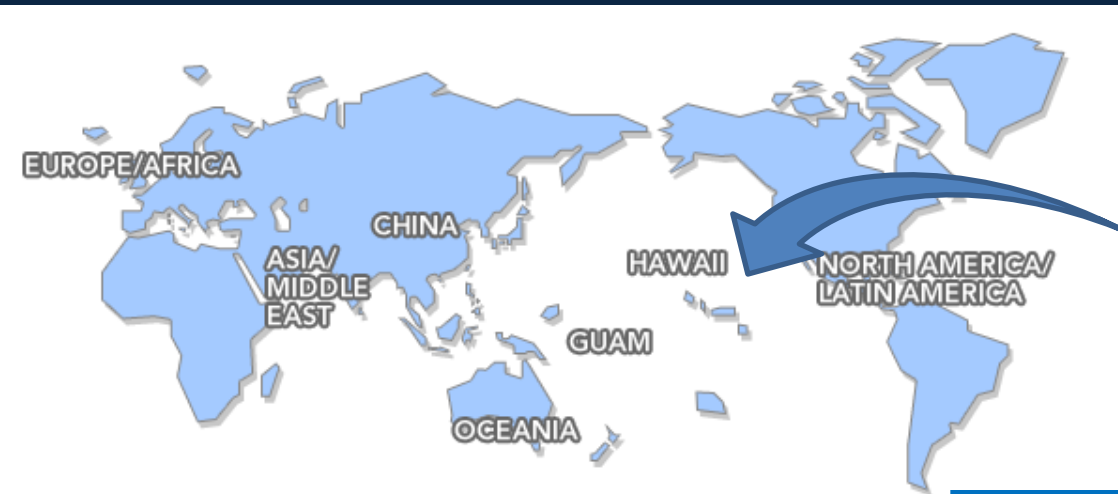 EUROPE/AFRICA
CHINA
ASIA/
MIDDLE
EAST
HAWAII
NORTH AMERICA/
LATIN AMERICA
GUAM
OCEANIA